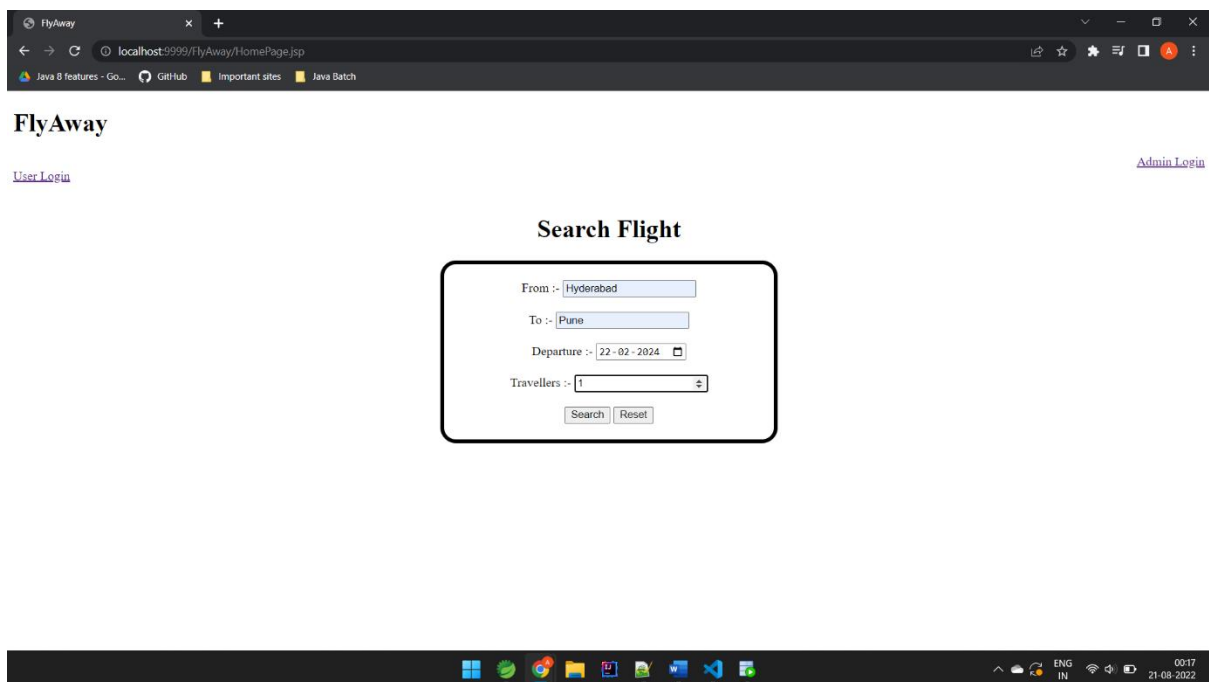 FlyAway
localhost:9999/FlyAway/HomePage.jsp
Java 8 features - Go... GitHub Important sites Java Batch
FlyAway
Admin Login
User Login
Search Flight
From :- Hyderabad
To :- Pune
Departure :- 22-02-2024
Travellers :- 1
Search Reset
ENG 00:17
IN 21-08-2022